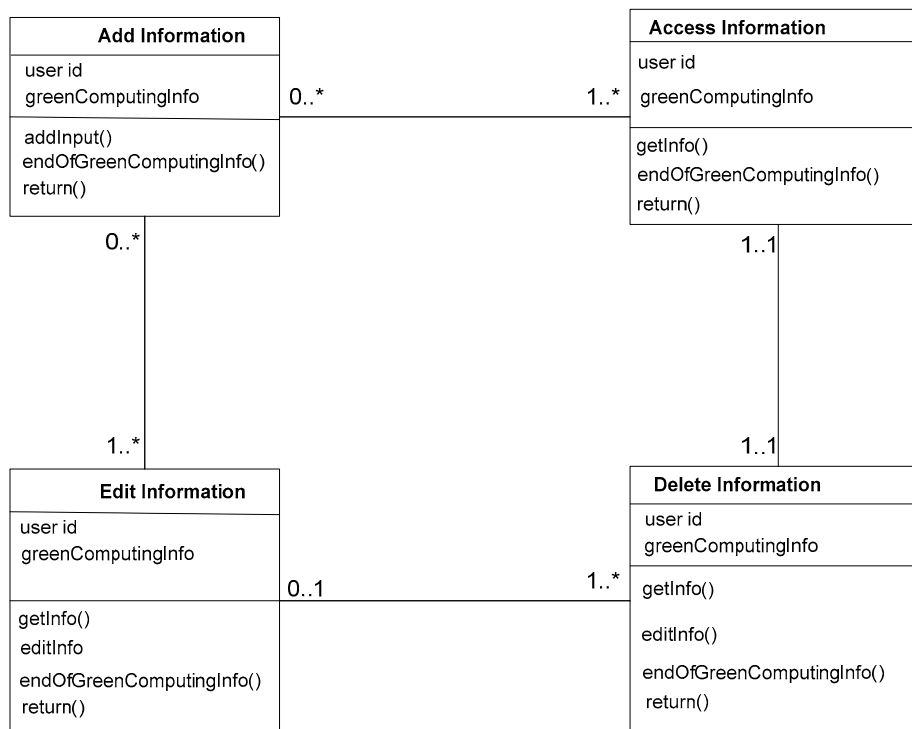 Add Information
user id
greenComputingInfo
addInput()
endOfGreenComputingInfo()
return()
0..*
1..*
Access Information
user id
greenComputingInfo
getInfo()
endOfGreenComputingInfo()
return()
0..*
1..*
1..1
1..1
Edit Information
user id
greenComputingInfo
getInfo()
editInfo
endOfGreenComputingInfo()
return()
0..1
1..*
Delete Information
user id
greenComputingInfo
getInfo()
editInfo()
endOfGreenComputingInfo()
return()